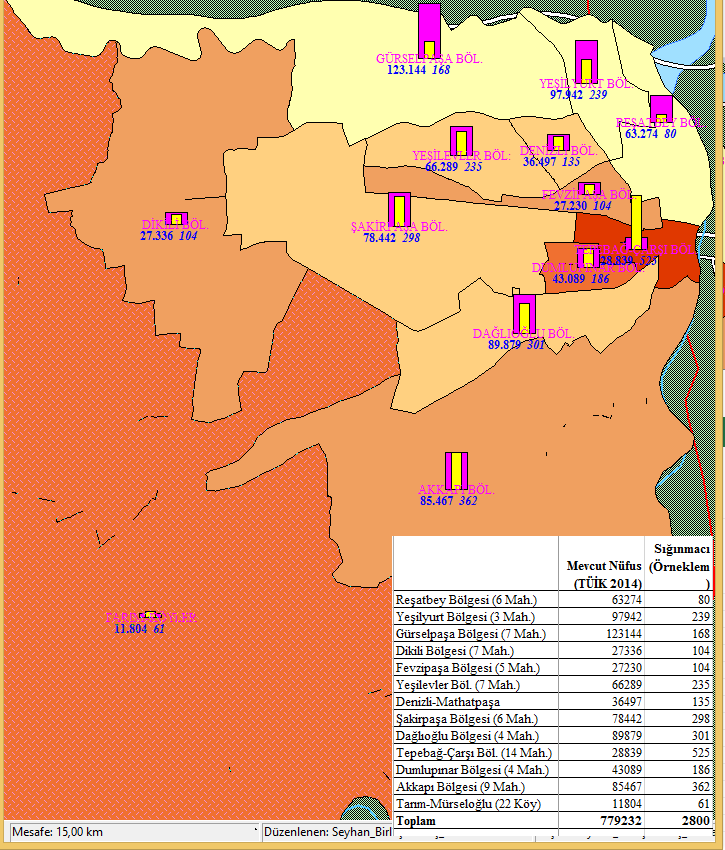 GÜRSELPAŞA BÖL.
123.144 168
YEŞİLYURT BÖL.
97.942 239
REŞATBEY BÖL.
63.274 80
YEŞİLEVLER BÖL.
66.289 235
DENİZLİ BÖL.
36.497 135
FEVZİPAŞA BÖL.
27.230 104
DİKİLİ BÖL.
27.336 104
ŞAKİRPAŞA BÖL.
78.442 298
28.839 525
DUMLUPINAR BÖL.
43.089 186
DAĞLIOĞLU BÖL.
89.879 301
AKKAPI BÖL.
85.467 362
11.804 61
Mevcut Nüfus (TÜİK 2014) Sığınmacı (Örneklem )
Reşatbey Bölgesi (6 Mah.) 63274 80
Yeşilyurt Bölgesi (3 Mah.) 97942 239
Gürselpaşa Bölgesi (7 Mah.) 123144 168
Dikili Bölgesi (7 Mah.) 27336 104
Fevzipaşa Bölgesi (5 Mah.) 27230 104
Yeşilevler Böl. (7 Mah.) 66289 235
Denizli-Mathatpaşa 36497 135
Şakirpaşa Bölgesi (6 Mah.) 78442 298
Dağlıoğlu Bölgesi (4 Mah.) 89879 301
Tepebağ-Çarşı Böl. (14 Mah.) 28839 525
Dumlupınar Bölgesi (4 Mah.) 43089 186
Akkapı Bölgesi (9 Mah.) 85467 362
Tarım-Mürseloğlu (22 Köy) 11804 61
Toplam 779232 2800
Mesafe: 15,00 km
Düzenlenen: Seyhan_Birl